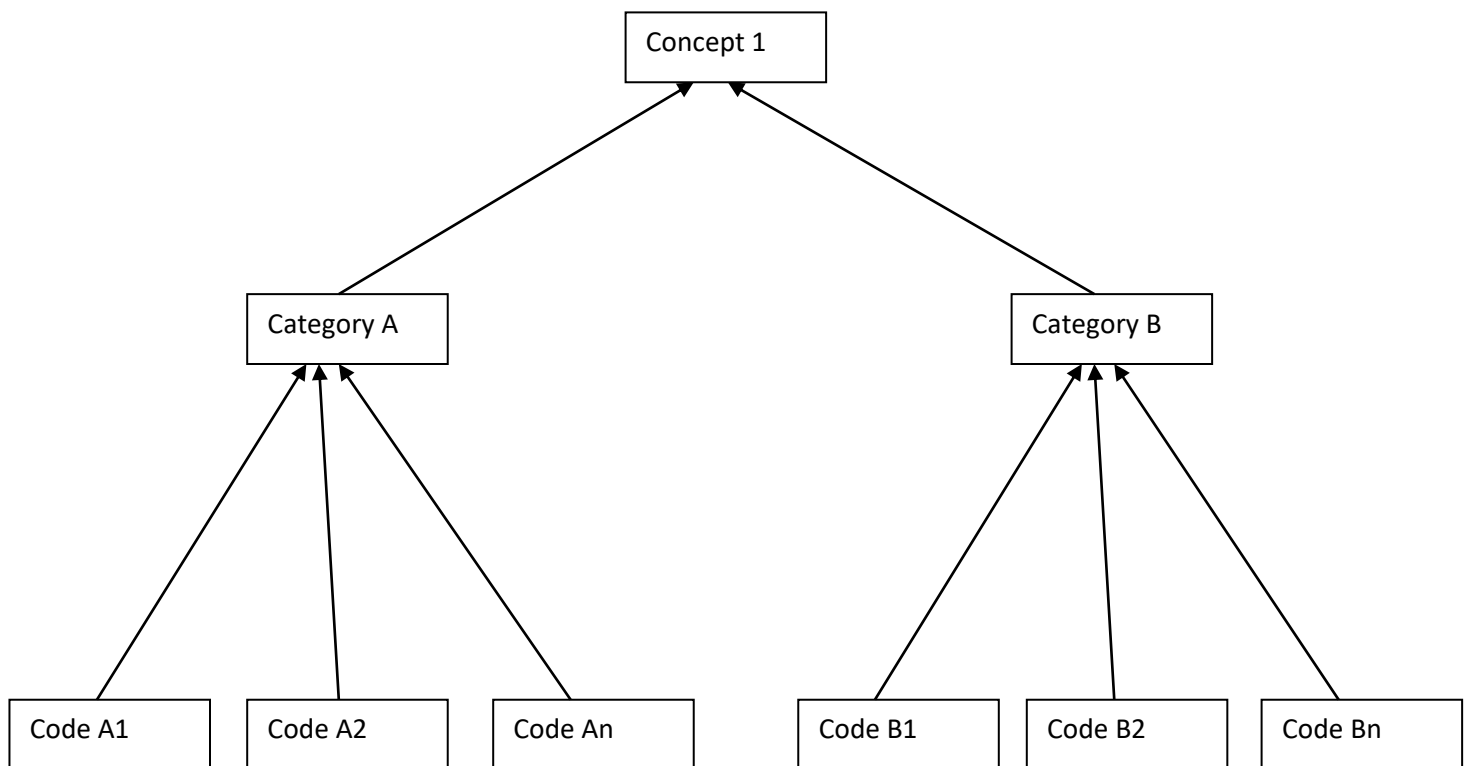 Concept 1
Category A
Category B
Code A1
Code A2
Code An
Code B1
Code B2
Code Bn